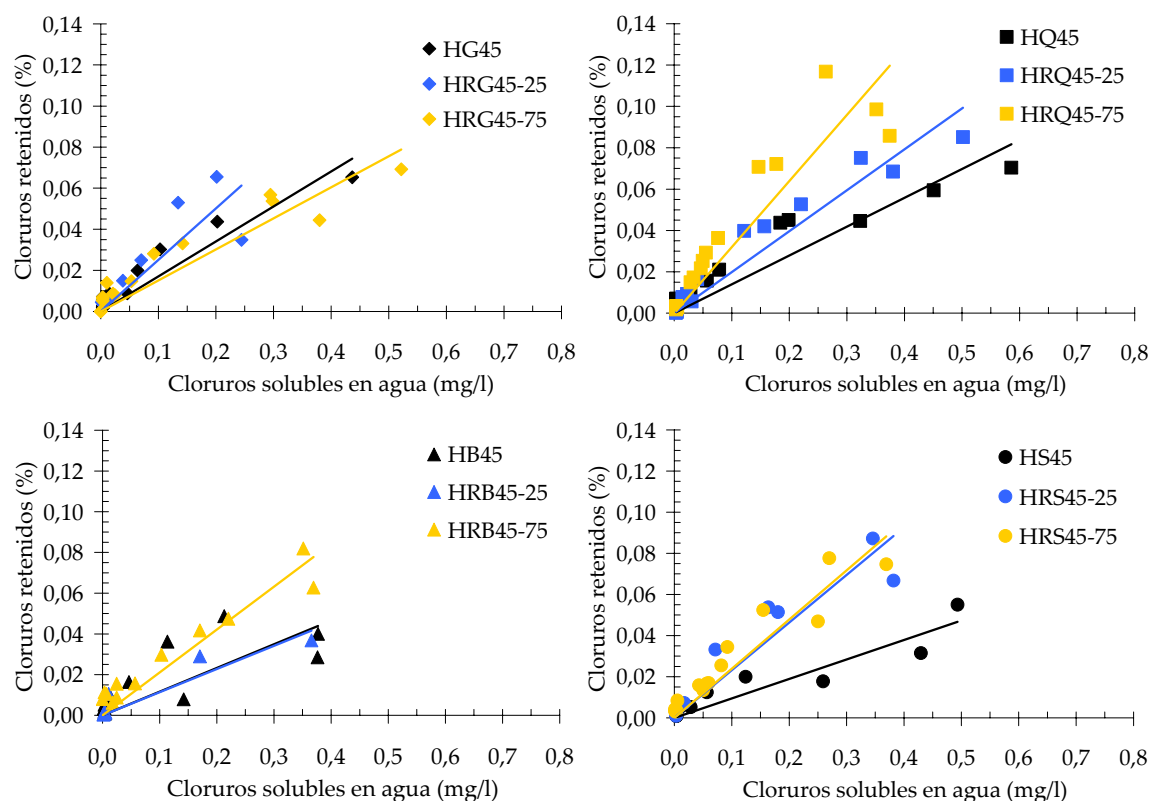 0,14
0,12
0,10
0,08
0,06
0,04
0,02
0,00
Cloruros retenidos (%)
HG45
HRG45-25
HRG45-75
0,0 0,1 0,2 0,3 0,4 0,5 0,6 0,7 0,8
Cloruros solubles en agua (mg/l)
0,14
0,12
0,10
0,08
0,06
0,04
0,02
0,00
Cloruros retenidos (%)
HQ45
HRQ45-25
HRQ45-75
0,0 0,1 0,2 0,3 0,4 0,5 0,6 0,7 0,8
Cloruros solubles en agua (mg/l)
0,14
0,12
0,10
0,08
0,06
0,04
0,02
0,00
Cloruros retenidos (%)
HB45
HRB45-25
HRB45-75
0,0 0,1 0,2 0,3 0,4 0,5 0,6 0,7 0,8
Cloruros solubles en agua (mg/l)
0,14
0,12
0,10
0,08
0,06
0,04
0,02
0,00
Cloruros retenidos (%)
HS45
HRS45-25
HRS45-75
0,0 0,1 0,2 0,3 0,4 0,5 0,6 0,7 0,8
Cloruros solubles en agua (mg/l)